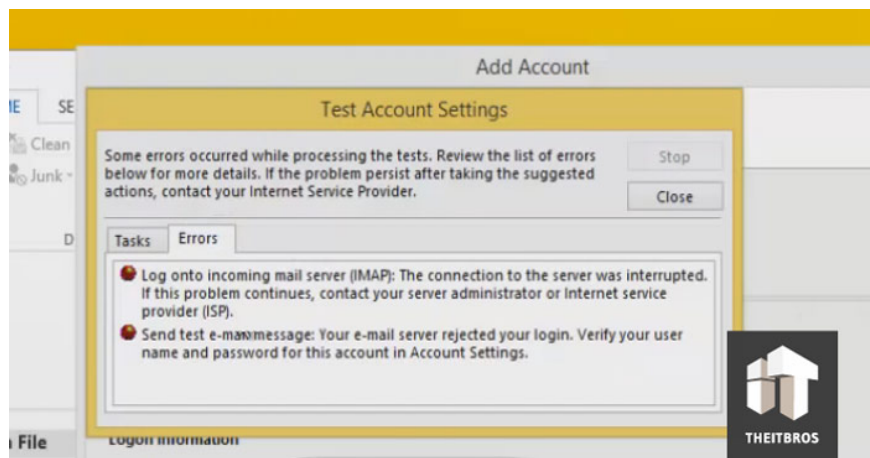 Add Account
Test Account Settings
SE
Clean
Junk
Some errors occurred while processing the tests. Review the list of errors
below for more details. If the problem persist after taking the suggested
actions, contact your Internet Service Provider.
Stop
Close
D
Tasks
Errors
Log onto incoming mail server (IMAP): The connection to the server was interrupted.
If this problem continues, contact your server administrator or Internet service
provider (ISP).
Send test e-mail message: Your e-mail server rejected your login. Verify your user
name and password for this account in Account Settings.
File
Logon Information
THEITBROS